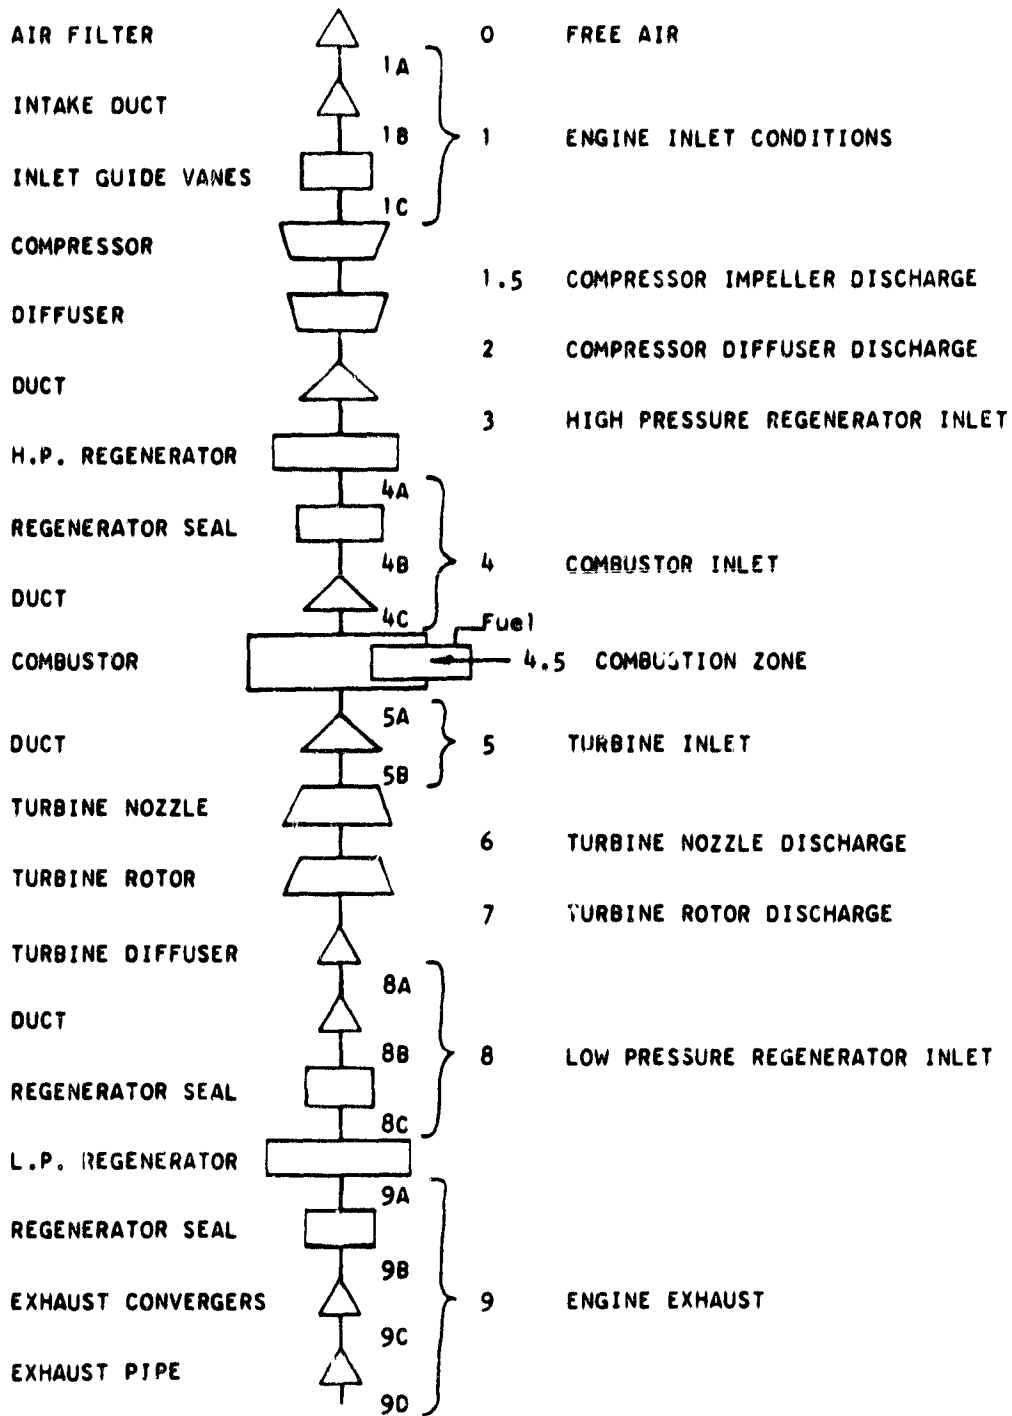 AIR FILTER 0 FREE AIR
1A
INTAKE DUCT
1B 1 ENGINE INLET CONDITIONS
INLET GUIDE VANES
1C
COMPRESSOR
1.5 COMPRESSOR IMPELLER DISCHARGE
DIFFUSER
2 COMPRESSOR DIFFUSER DISCHARGE
DUCT
3 HIGH PRESSURE REGENERATOR INLET
H.P. REGENERATOR
4A
REGENERATOR SEAL
4B 4 COMBUSTOR INLET
DUCT
4C Fuel
COMBUSTOR 4.5 COMBUSTION ZONE
5A
DUCT 5 TURBINE INLET
5B
TURBINE NOZZLE
6 TURBINE NOZZLE DISCHARGE
TURBINE ROTOR
7 TURBINE ROTOR DISCHARGE
TURBINE DIFFUSER
8A
DUCT
8B 8 LOW PRESSURE REGENERATOR INLET
REGENERATOR SEAL
8C
L.P. REGENERATOR
9A
REGENERATOR SEAL
9B
EXHAUST CONVERGERS 9 ENGINE EXHAUST
9C
EXHAUST PIPE
9D